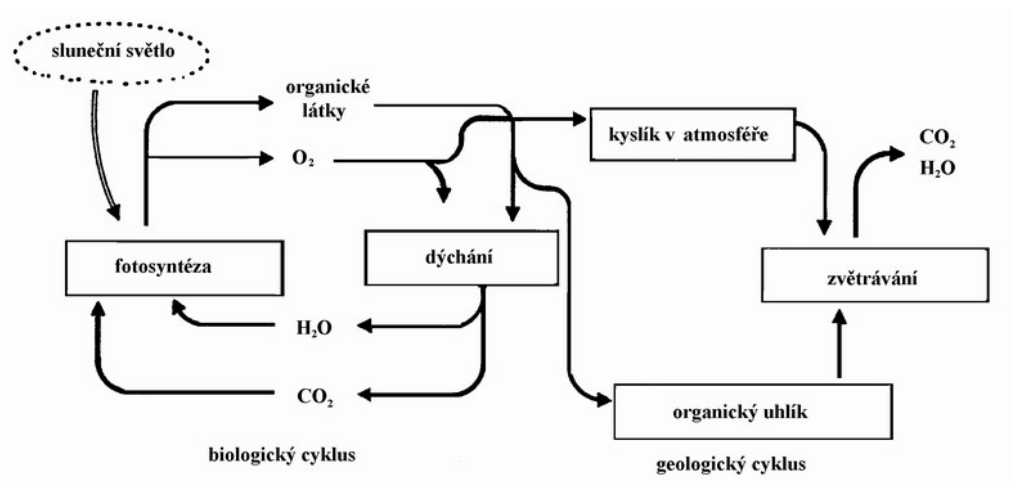 sluneční světlo
organické
látky
O₂
kyslík v atmosféře
CO₂
H₂O
fotosyntéza
dýchání
zvětrávání
H₂O
CO₂
organický uhlík
biologický cyklus
geologický cyklus